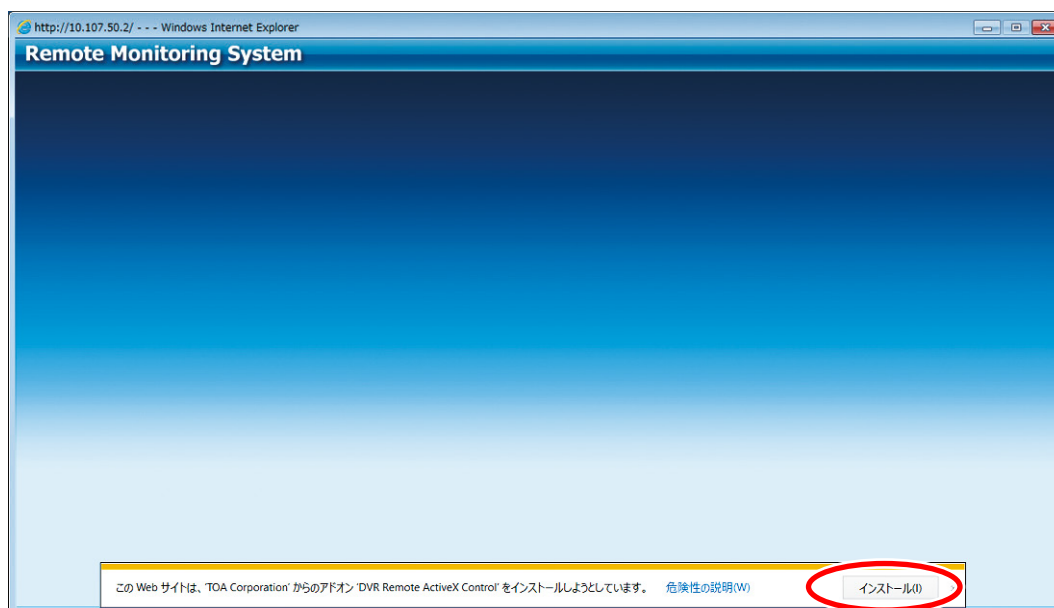 http://10.107.50.2/ - - - Windows Internet Explorer
Remote Monitoring System
この Web サイトは、'TOA Corporation' からのアドオン 'DVR Remote ActiveX Control' をインストールしようとしています。 危険性の説明(W) インストール(I)